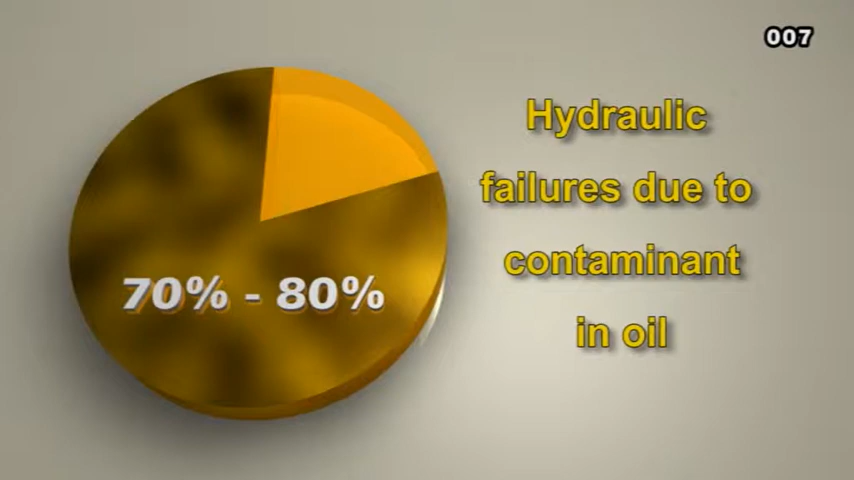 007
Hydraulic
failures due to
contaminant
in oil
70% - 80%